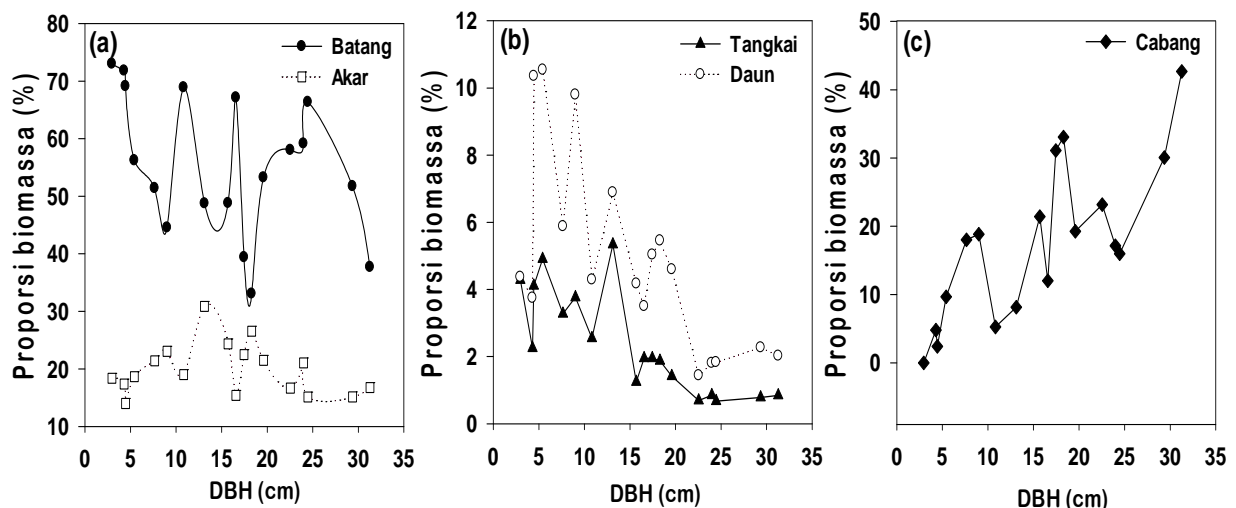 (a)
Batang
Akar
Proporsi biomassa (%)
80
70
60
50
40
30
20
10
0 5 10 15 20 25 30 35
DBH (cm)
(b)
Tangkai
Daun
Proporsi biomassa (%)
12
10
8
6
4
2
0
0 5 10 15 20 25 30 35
DBH (cm)
(c)
Cabang
Proporsi biomassa (%)
50
40
30
20
10
0
0 5 10 15 20 25 30 35
DBH (cm)